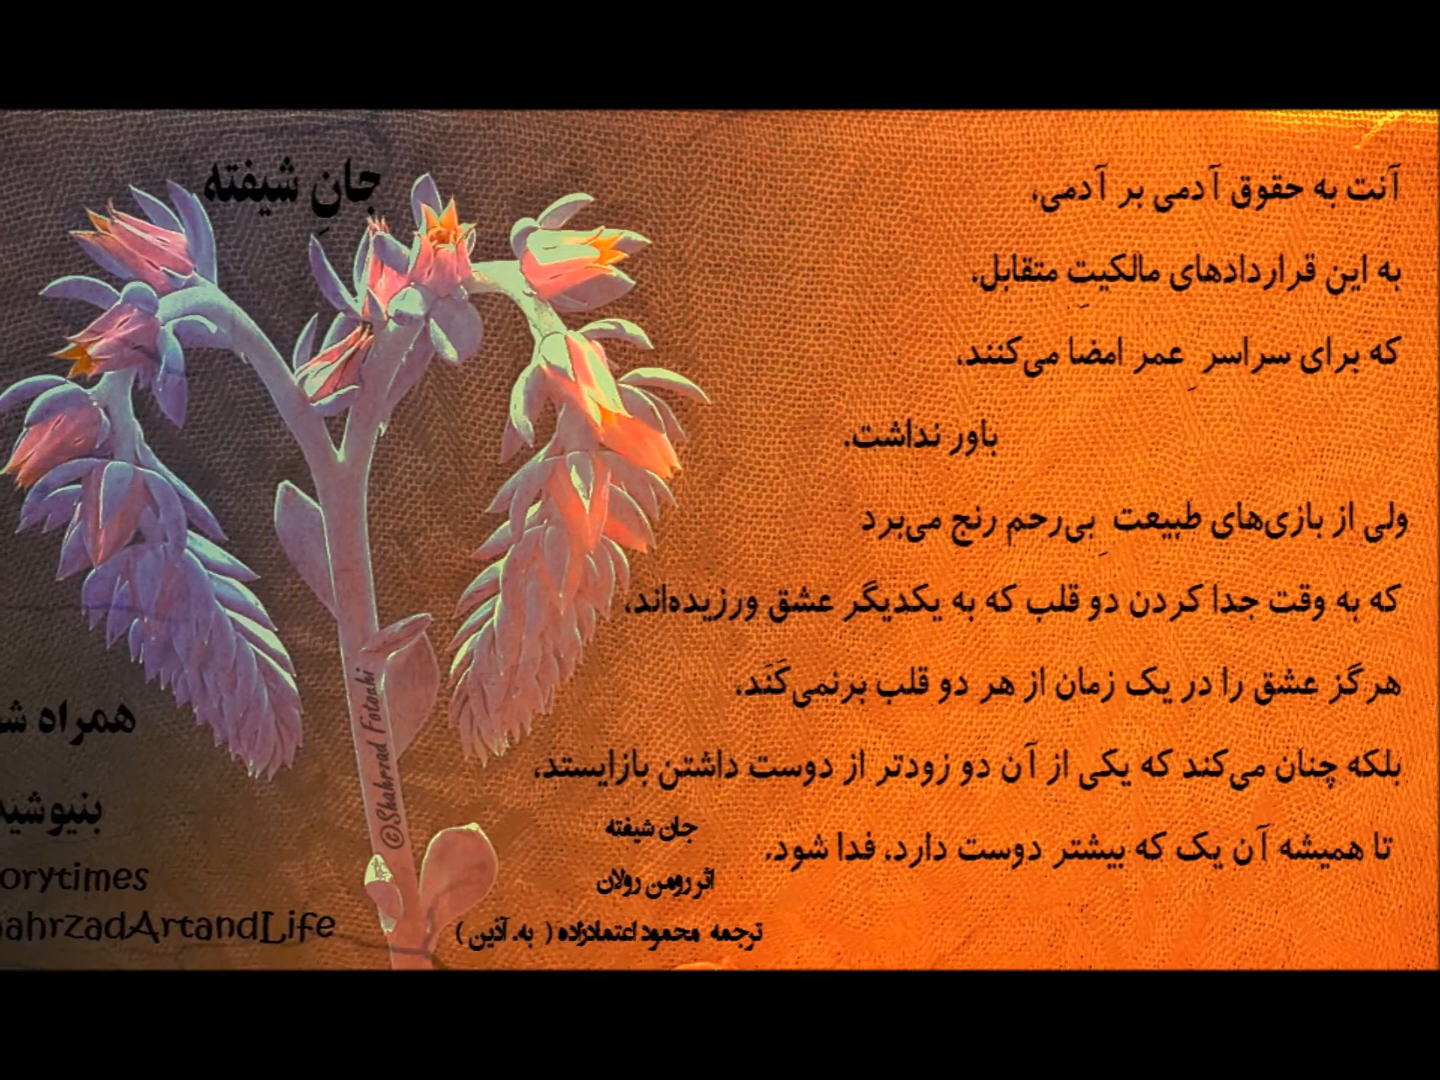 جانِ شیفته
آنت به حقوق آدمی بر آدمی،
به این قراردادهای مالکیتِ متقابل،
که برای سراسرِ عمر امضا می‌کنند،
باور نداشت.
ولی از بازی‌های طبیعتِ بی‌رحم رنج می‌برد
که به وقت جدا کردن دو قلب که به یکدیگر عشق ورزیده‌اند،
هرگز عشق را در یک زمان از هر دو قلب برنمی‌کَنَد،
بلکه چنان می‌کند که یکی از آن دو زودتر از دوست داشتن بازایستد،
تا همیشه آن یک که بیشتر دوست دارد، فدا شود.
جان شیفته
اثر رومن رولان
ترجمه محمود اعتمادزاده ( به. آذین )
@Shahrzad Fotouhi
همراه
orytimes
ahrzadArtandLife